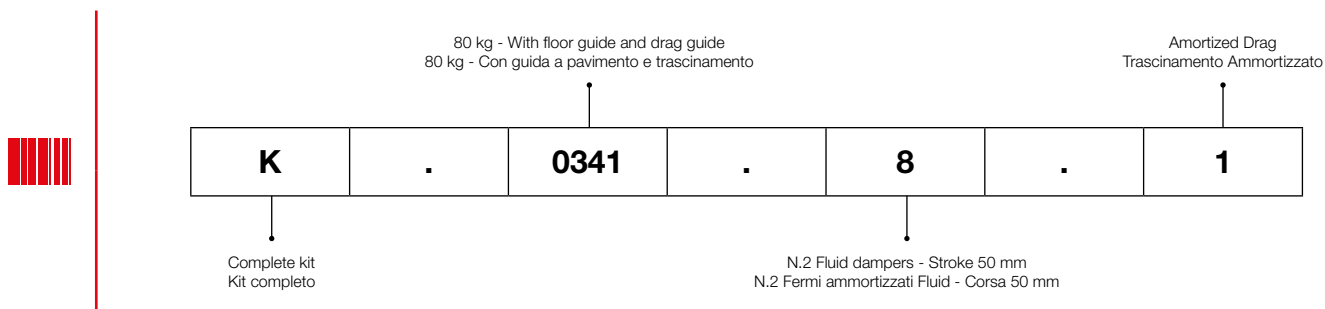 80 kg - With floor guide and drag guide
80 kg - Con guida a pavimento e trascinamento
Amortized Drag
Trascinamento Ammortizzato
K . 0341 . 8 . 1
Complete kit
Kit completo
N.2 Fluid dampers - Stroke 50 mm
N.2 Fermi ammortizzati Fluid - Corsa 50 mm